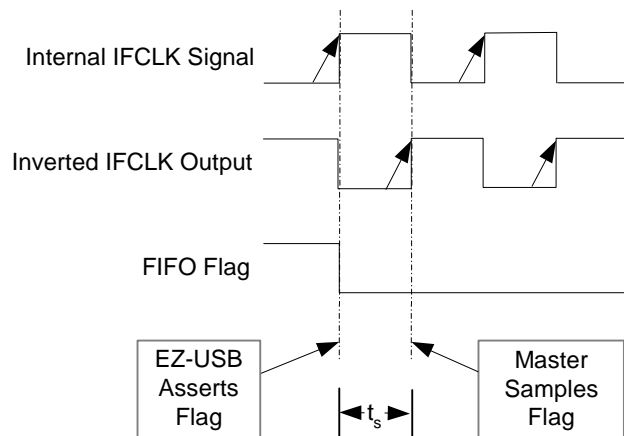 Internal IFCLK Signal
Inverted IFCLK Output
FIFO Flag
EZ-USB
Asserts
Flag
Master
Samples
Flag
ts